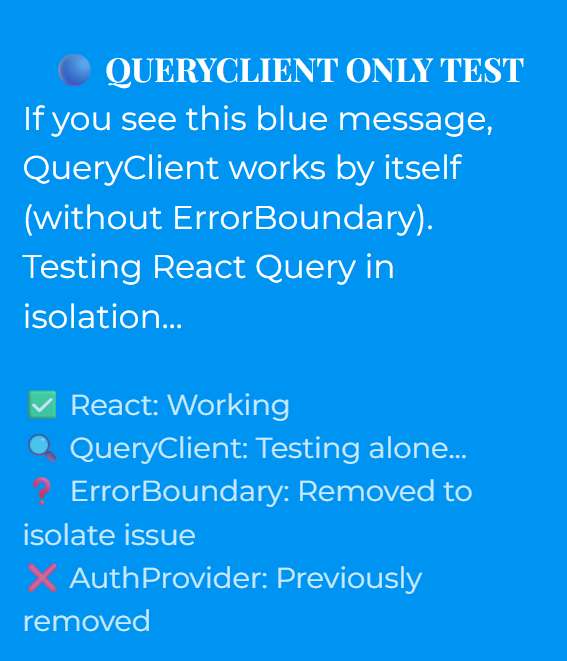 🔵 QUERYCLIENT ONLY TEST
If you see this blue message,
QueryClient works by itself
(without ErrorBoundary).
Testing React Query in
isolation...
✅ React: Working
🔍 QueryClient: Testing alone...
❓ ErrorBoundary: Removed to
isolate issue
❌ AuthProvider: Previously
removed